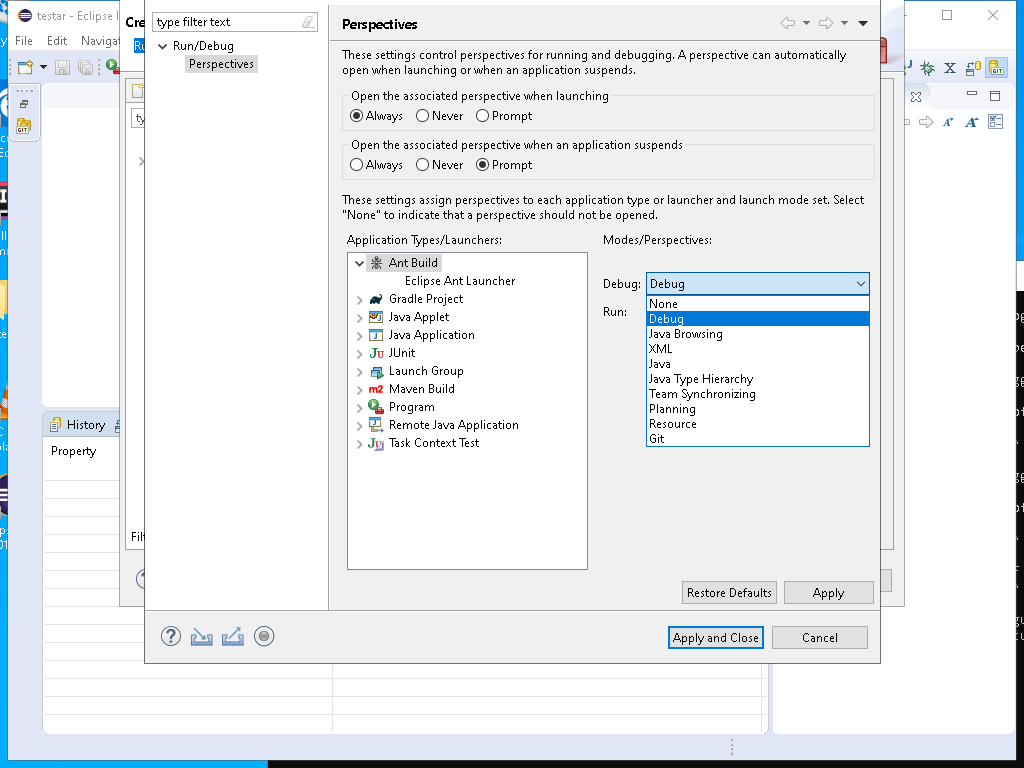 testar - Eclipse I
File Edit Navigat
Cre
Ru
type filter text
Run/Debug
Perspectives
Perspectives
These settings control perspectives for running and debugging. A perspective can automatically
open when launching or when an application suspends.
Open the associated perspective when launching
Always Never Prompt
Open the associated perspective when an application suspends
Always Never Prompt
These settings assign perspectives to each application type or launcher and launch mode set. Select
"None" to indicate that a perspective should not be opened.
Application Types/Launchers:
Modes/Perspectives:
Ant Build
Eclipse Ant Launcher
Gradle Project
Java Applet
Java Application
JUnit
Launch Group
Maven Build
Program
Remote Java Application
Task Context Test
Debug: Debug
Run:
None
Debug
Java Browsing
XML
Java
Java Type Hierarchy
Team Synchronizing
Planning
Resource
Git
History
Property
Filt
Restore Defaults
Apply
Apply and Close
Cancel